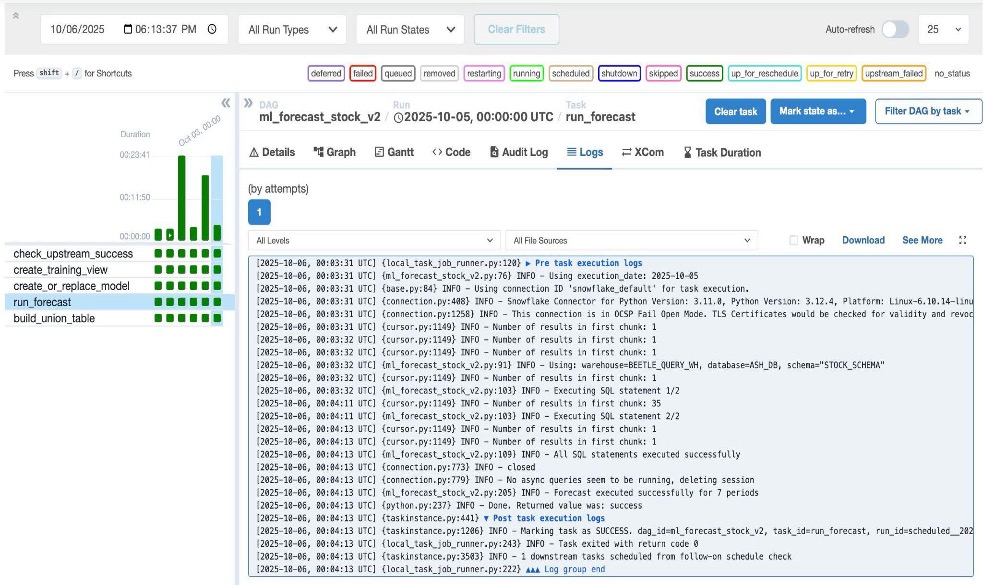 10/06/2025 06:13:37 PM
All Run Types
All Run States
Clear Filters
Auto-refresh
25
Press shift + / for Shortcuts
deferred failed queued removed restarting running scheduled shutdown skipped success up_for_reschedule up_for_retry upstream_failed no_status
DAG
ml_forecast_stock_v2 /
Run
2025-10-05, 00:00:00 UTC /
Task
run_forecast
Clear task
Mark state as...
Filter DAG by task
Duration
Oct 03, 00:00
00:23:41
00:11:50
00:00:00
check_upstream_success
create_training_view
create_or_replace_model
run_forecast
build_union_table
Details
Graph
Gantt
Code
Audit Log
Logs
XCom
Task Duration
(by attempts)
1
All Levels
All File Sources
Wrap
Download
See More
[2025-10-06, 00:03:31 UTC] {local_task_job_runner.py:120} ▶ Pre task execution logs
[2025-10-06, 00:03:31 UTC] {ml_forecast_stock_v2.py:76} INFO - Using execution_date: 2025-10-05
[2025-10-06, 00:03:31 UTC] {base.py:84} INFO - Using connection ID 'snowflake_default' for task execution.
[2025-10-06, 00:03:31 UTC] {connection.py:408} INFO - Snowflake Connector for Python Version: 3.11.0, Python Version: 3.12.4, Platform: Linux-6.10.14-linu
[2025-10-06, 00:03:31 UTC] {connection.py:1258} INFO - This connection is in OCSP Fail Open Mode. TLS Certificates would be checked for validity and revoc
[2025-10-06, 00:03:31 UTC] {cursor.py:1149} INFO - Number of results in first chunk: 1
[2025-10-06, 00:03:32 UTC] {cursor.py:1149} INFO - Number of results in first chunk: 1
[2025-10-06, 00:03:32 UTC] {cursor.py:1149} INFO - Number of results in first chunk: 1
[2025-10-06, 00:03:32 UTC] {ml_forecast_stock_v2.py:91} INFO - Using: warehouse=BEETLE_QUERY_WH, database=ASH_DB, schema="STOCK_SCHEMA"
[2025-10-06, 00:03:32 UTC] {cursor.py:1149} INFO - Number of results in first chunk: 1
[2025-10-06, 00:03:32 UTC] {ml_forecast_stock_v2.py:103} INFO - Executing SQL statement 1/2
[2025-10-06, 00:04:11 UTC] {cursor.py:1149} INFO - Number of results in first chunk: 35
[2025-10-06, 00:04:11 UTC] {ml_forecast_stock_v2.py:103} INFO - Executing SQL statement 2/2
[2025-10-06, 00:04:13 UTC] {cursor.py:1149} INFO - Number of results in first chunk: 1
[2025-10-06, 00:04:13 UTC] {cursor.py:1149} INFO - Number of results in first chunk: 1
[2025-10-06, 00:04:13 UTC] {ml_forecast_stock_v2.py:109} INFO - All SQL statements executed successfully
[2025-10-06, 00:04:13 UTC] {connection.py:773} INFO - closed
[2025-10-06, 00:04:13 UTC] {connection.py:779} INFO - No async queries seem to be running, deleting session
[2025-10-06, 00:04:13 UTC] {ml_forecast_stock_v2.py:205} INFO - Forecast executed successfully for 7 periods
[2025-10-06, 00:04:13 UTC] {python.py:237} INFO - Done. Returned value was: success
[2025-10-06, 00:04:13 UTC] {taskinstance.py:441} ▼ Post task execution logs
[2025-10-06, 00:04:13 UTC] {taskinstance.py:1206} INFO - Marking task as SUCCESS. dag_id=ml_forecast_stock_v2, task_id=run_forecast, run_id=scheduled__202
[2025-10-06, 00:04:13 UTC] {local_task_job_runner.py:243} INFO - Task exited with return code 0
[2025-10-06, 00:04:13 UTC] {taskinstance.py:3503} INFO - 1 downstream tasks scheduled from follow-on schedule check
[2025-10-06, 00:04:13 UTC] {local_task_job_runner.py:222} ▲▲▲ Log group end